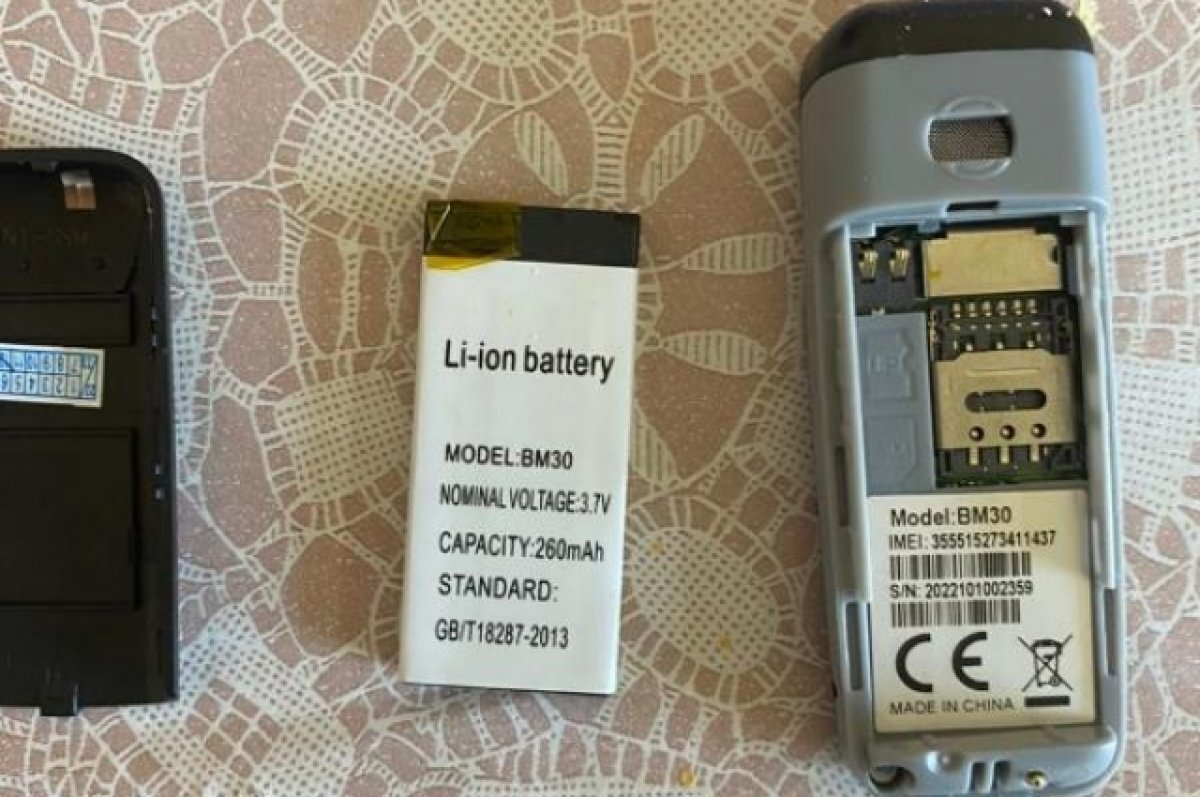 Li-ion battery
MODEL:BM30
NOMINAL VOLTAGE:3.7V
CAPACITY:260mAh
STANDARD:
GB/T18287-2013
Model:BM30
IMEI: 355515273411437
S/N: 2022101002359
CE
MADE IN CHINA